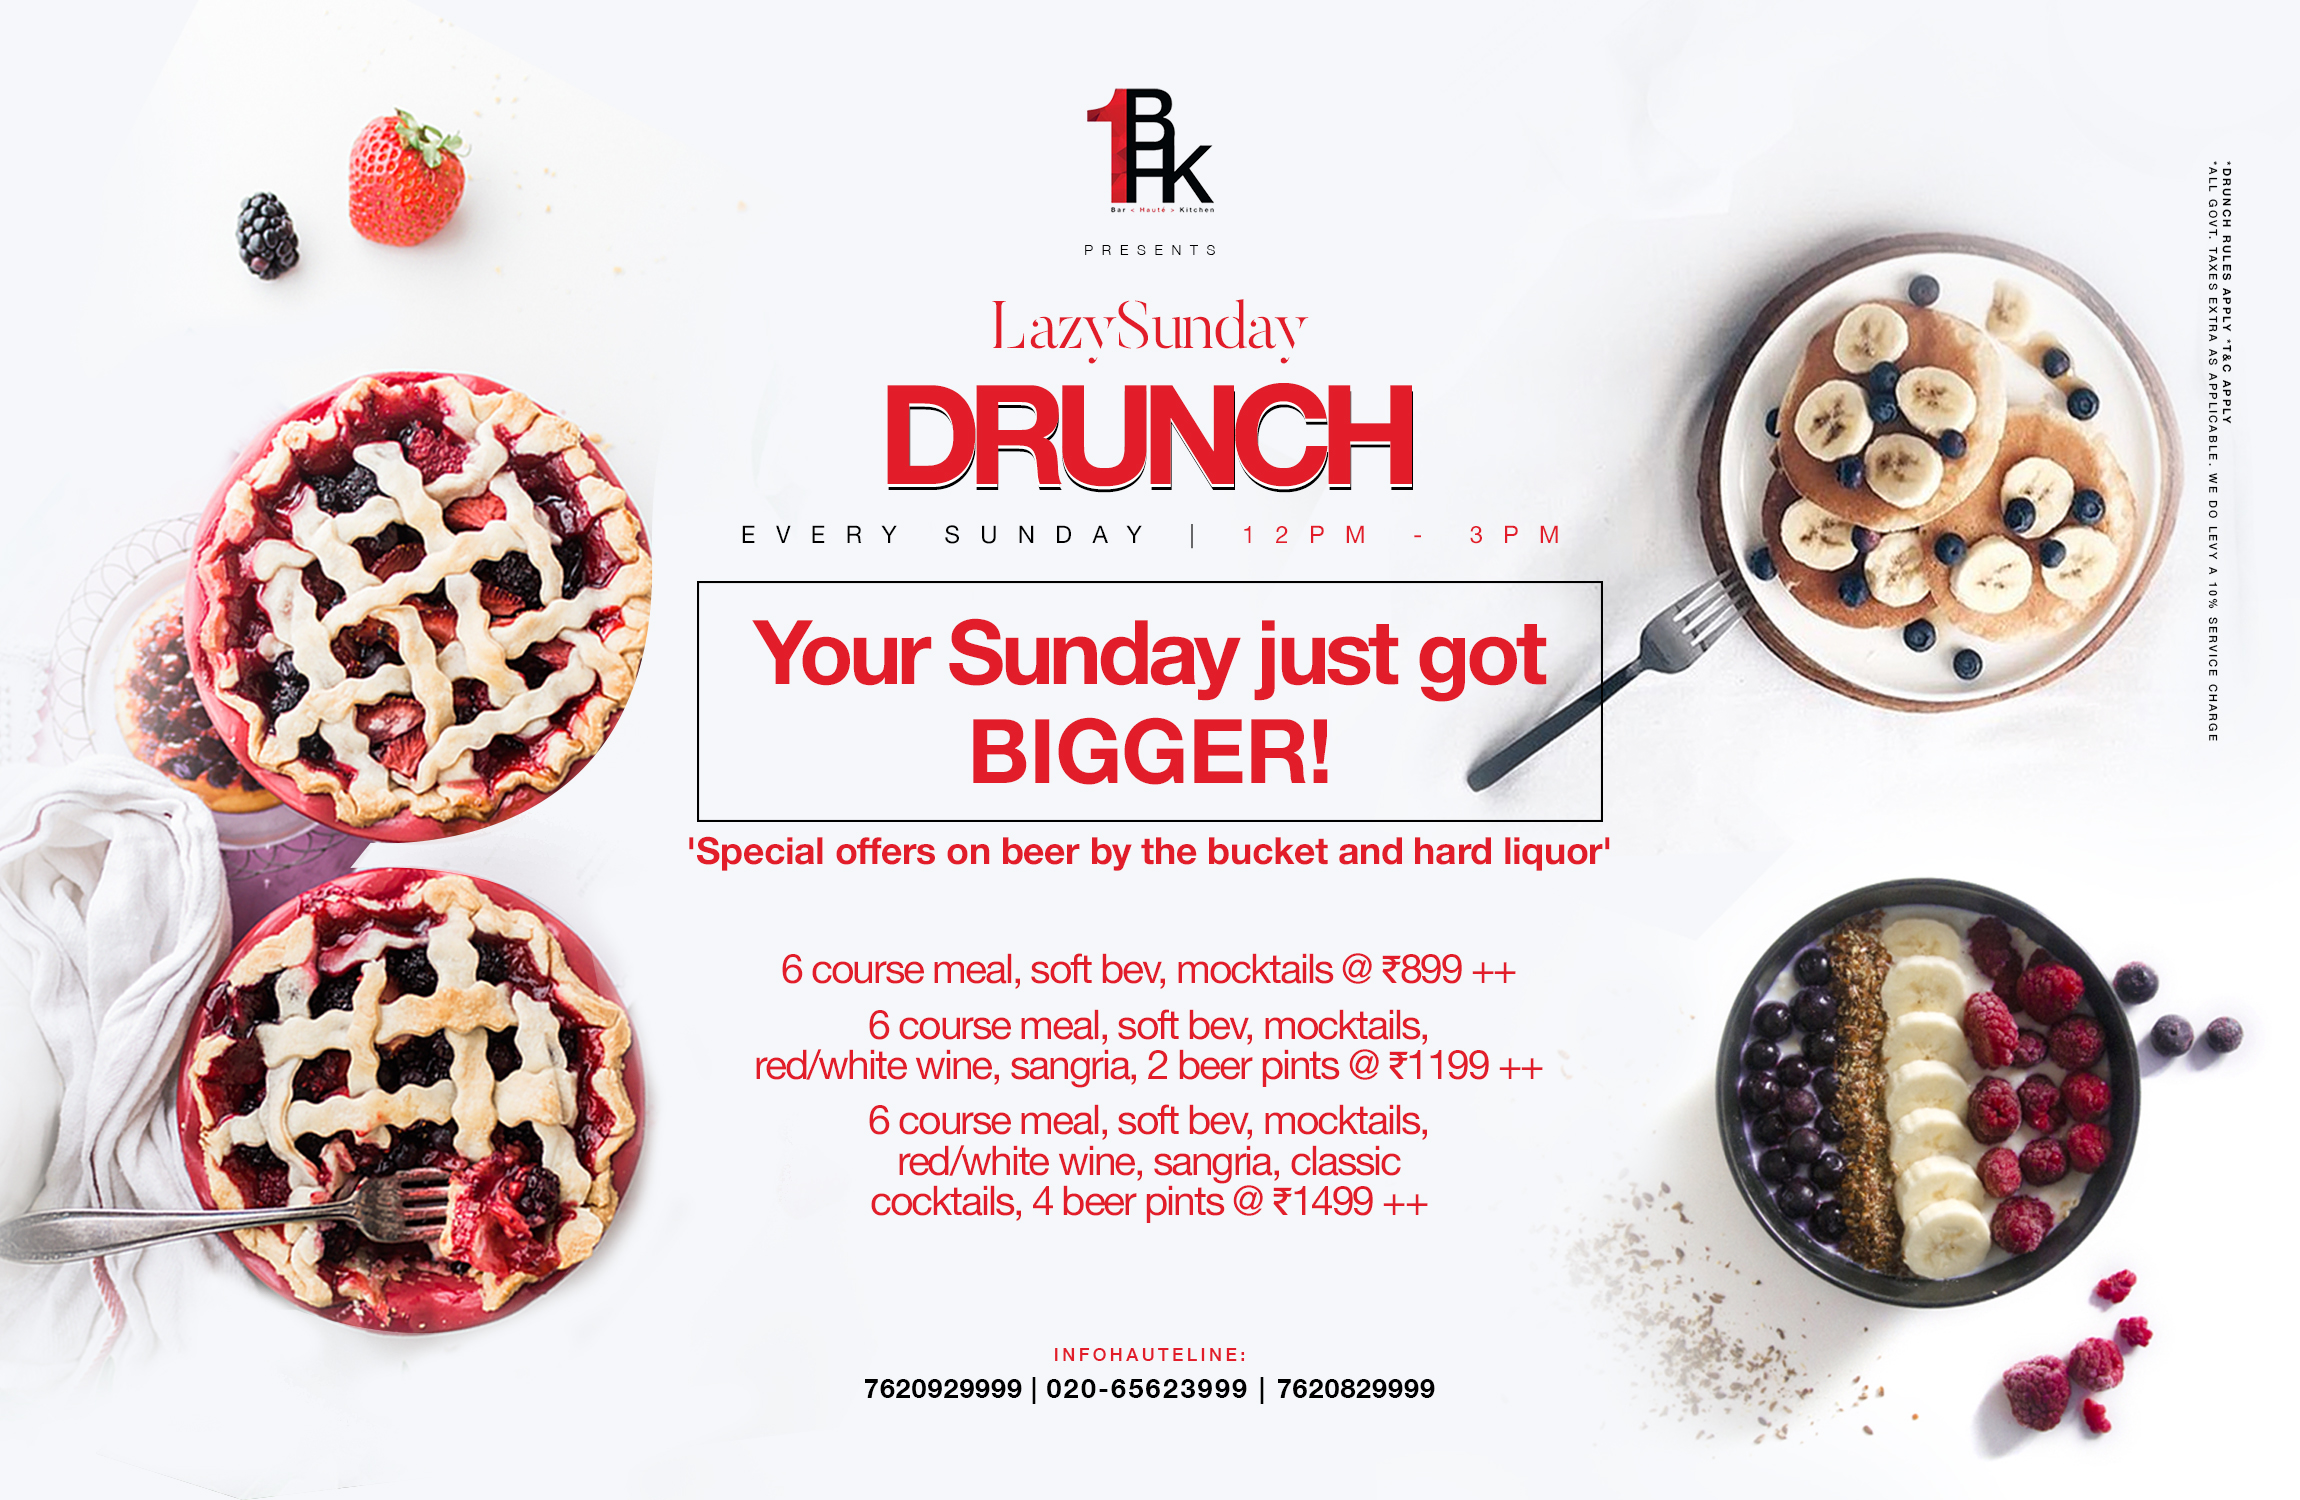 1BHK
Bar < Hauté > Kitchen
PRESENTS
LazySunday
DRUNCH
EVERY SUNDAY | 12PM - 3PM
Your Sunday just got
BIGGER!
'Special offers on beer by the bucket and hard liquor'
6 course meal, soft bev, mocktails @ ₹899 ++
6 course meal, soft bev, mocktails,
red/white wine, sangria, 2 beer pints @ ₹1199 ++
6 course meal, soft bev, mocktails,
red/white wine, sangria, classic
cocktails, 4 beer pints @ ₹1499 ++
INFOHAUTELINE:
7620929999 | 020-65623999 | 7620829999
*DRUNCH RULES APPLY *T&C APPLY
*ALL GOVT. TAXES EXTRA AS APPLICABLE. WE DO LEVY A 10% SERVICE CHARGE